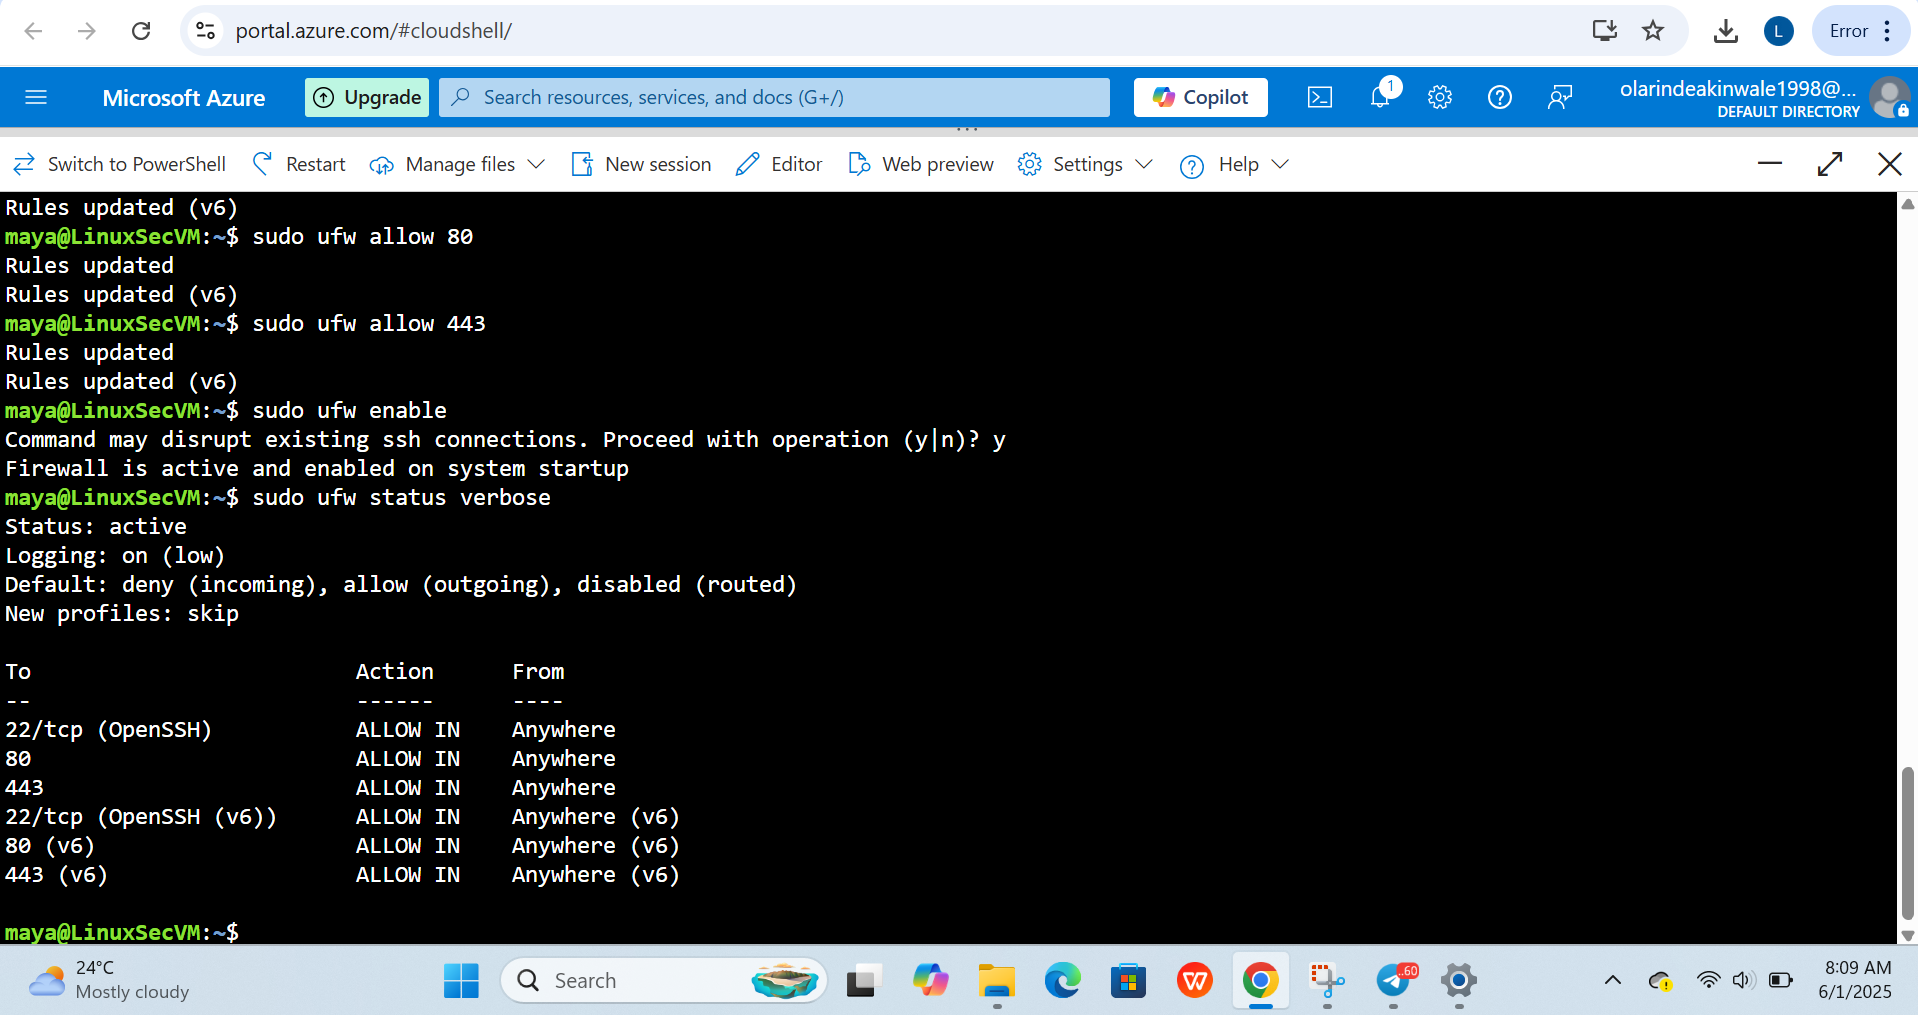 portal.azure.com/#cloudshell/
L
Error
Microsoft Azure
Upgrade
Search resources, services, and docs (G+/)
Copilot
1
olarindeakinwale1998@...
DEFAULT DIRECTORY
Switch to PowerShell
Restart
Manage files
New session
Editor
Web preview
Settings
Help
Rules updated (v6)
maya@LinuxSecVM:~$ sudo ufw allow 80
Rules updated
Rules updated (v6)
maya@LinuxSecVM:~$ sudo ufw allow 443
Rules updated
Rules updated (v6)
maya@LinuxSecVM:~$ sudo ufw enable
Command may disrupt existing ssh connections. Proceed with operation (y|n)? y
Firewall is active and enabled on system startup
maya@LinuxSecVM:~$ sudo ufw status verbose
Status: active
Logging: on (low)
Default: deny (incoming), allow (outgoing), disabled (routed)
New profiles: skip
To Action From
-- ------ ----
22/tcp (OpenSSH) ALLOW IN Anywhere
80 ALLOW IN Anywhere
443 ALLOW IN Anywhere
22/tcp (OpenSSH (v6)) ALLOW IN Anywhere (v6)
80 (v6) ALLOW IN Anywhere (v6)
443 (v6) ALLOW IN Anywhere (v6)
maya@LinuxSecVM:~$
24°C
Mostly cloudy
Search
W
..60
8:09 AM
6/1/2025